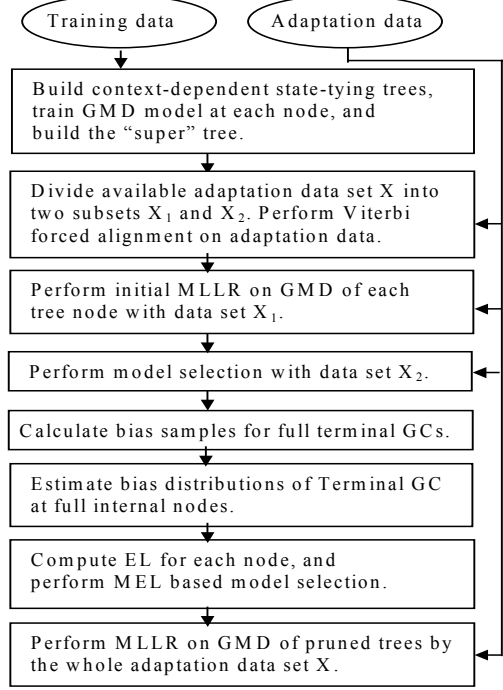 Training data
Adaptation data
Build context-dependent state-tying trees,
train GMD model at each node, and
build the “super” tree.
Divide available adaptation data set X into
two subsets X₁ and X₂. Perform Viterbi
forced alignment on adaptation data.
Perform initial MLLR on GMD of each
tree node with data set X₁.
Perform model selection with data set X₂.
Calculate bias samples for full terminal GCs.
Estimate bias distributions of Terminal GC
at full internal nodes.
Compute EL for each node, and
perform MEL based model selection.
Perform MLLR on GMD of pruned trees by
the whole adaptation data set X.